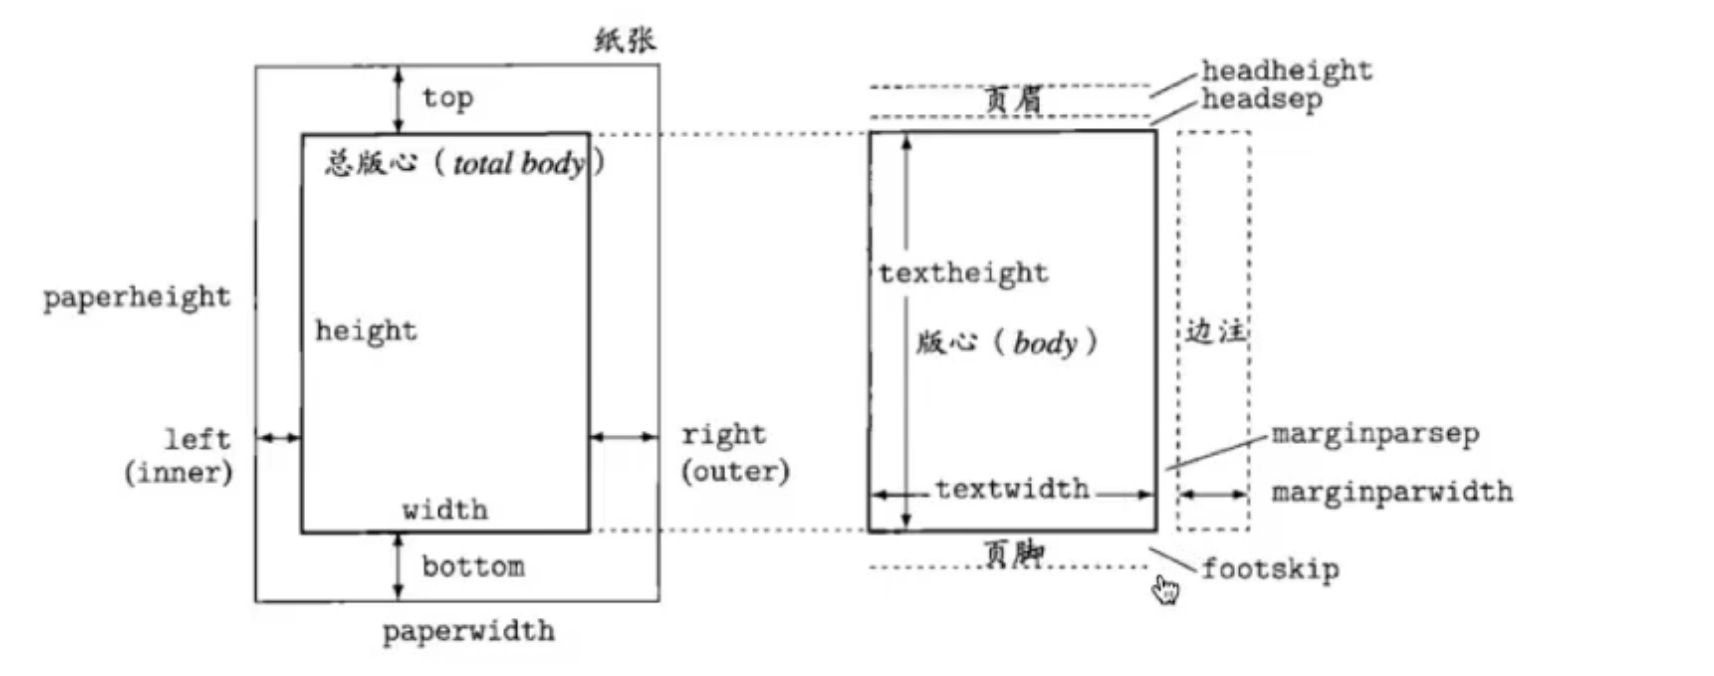 纸张
top
总版心（total body）
paperheight
height
left
(inner)
right
(outer)
width
bottom
paperwidth
headheight
页眉
headsep
textheight
版心（body）
边注
marginparsep
textwidth
marginparwidth
页脚
footskip